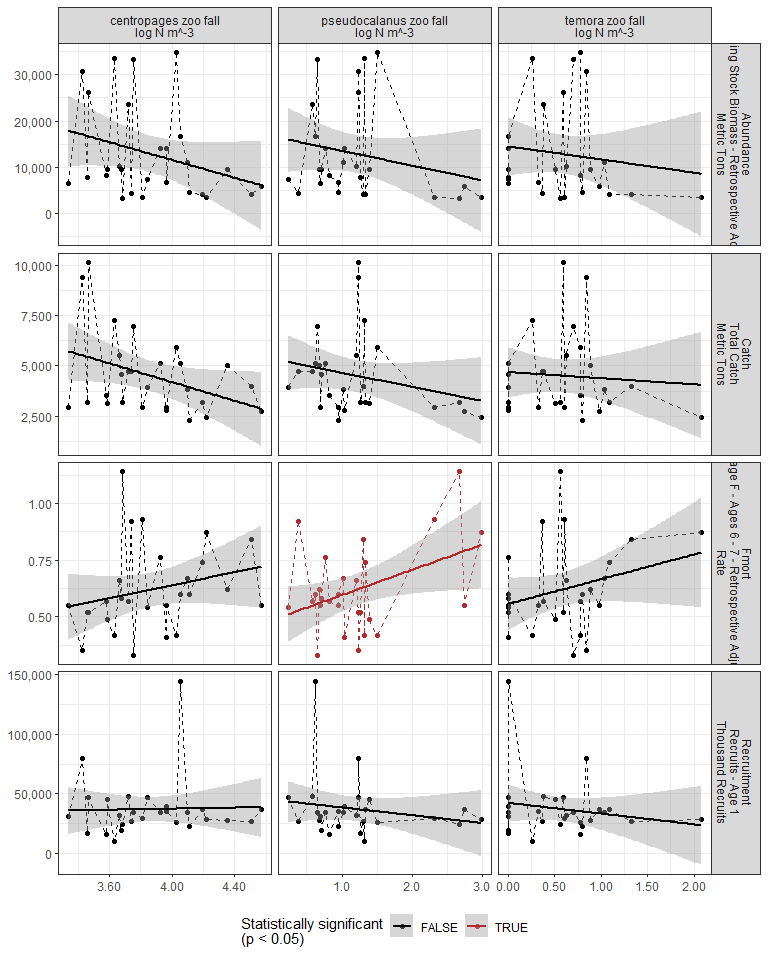 centropages zoo fall
log N m^-3
pseudocalanus zoo fall
log N m^-3
temora zoo fall
log N m^-3
30,000
20,000
10,000
0
Abundance
Stock Biomass - Retrospective
Metric Tons
10,000
7,500
5,000
2,500
Catch
Total Catch
Metric Tons
1.00
0.75
0.50
Fmort
F - Ages 6 - 7 - Retrospective
Rate
150,000
100,000
50,000
0
Recruitment
Recruits - Age 1
Thousand Recruits
3.60
4.00
4.40
1.0
2.0
3.0
0.00
0.50
1.00
1.50
2.00
Statistically significant
(p < 0.05)
FALSE
TRUE